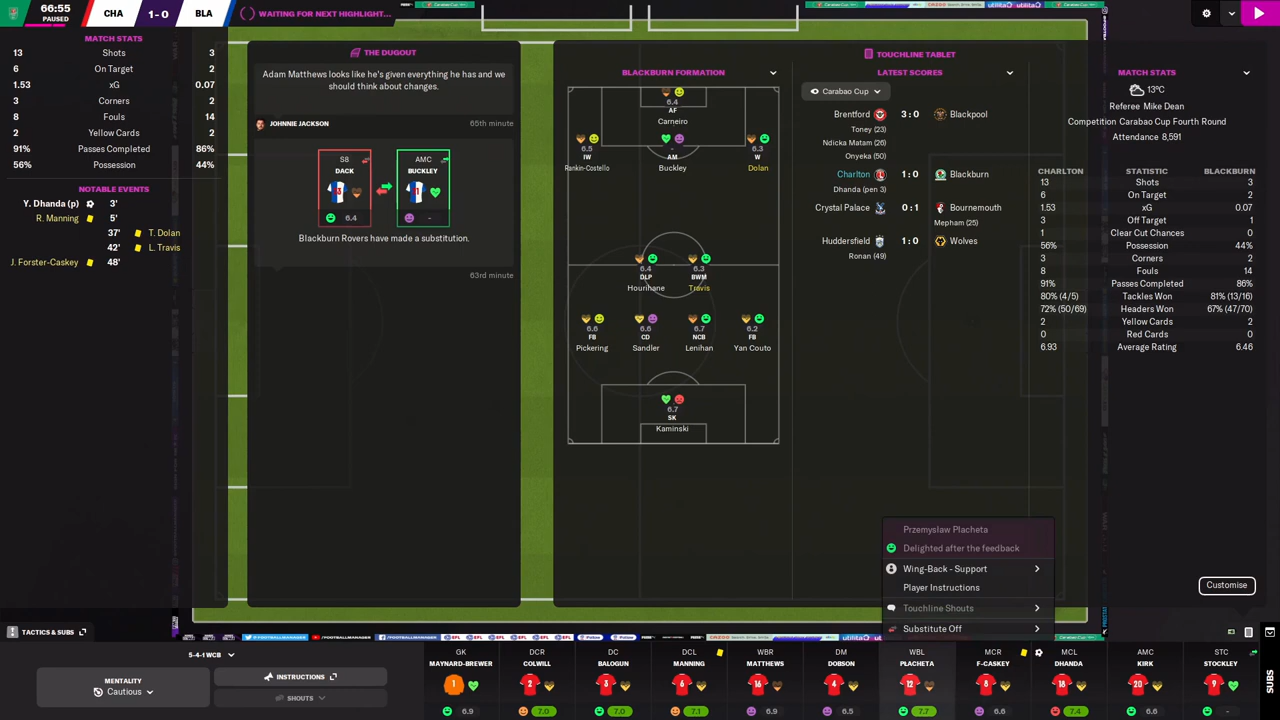 66:55
PAUSED
CHA 1 - 0 BLA
WAITING FOR NEXT HIGHLIGHT...
MATCH STATS
13 Shots 3
6 On Target 2
1.53 xG 0.07
3 Corners 2
8 Fouls 14
2 Yellow Cards 2
91% Passes Completed 86%
56% Possession 44%
NOTABLE EVENTS
Y. Dhanda (p) 3'
R. Manning 5'
37' T. Dolan
42' L. Travis
J. Forster-Caskey 48'
THE DUGOUT
Adam Matthews looks like he's given everything he has and we
should think about changes.
JOHNNIE JACKSON 65th minute
S8 AMC
DACK BUCKLEY
6.4 -
Blackburn Rovers have made a substitution.
63rd minute
TOUCHLINE TABLET
BLACKBURN FORMATION
6.4
AF
Carneiro
6.5 - 6.3
IW AM W
Rankin-Costello Buckley Dolan
6.4 6.3
DLP BWM
Hourihane Travis
6.6 6.6 6.7 6.2
FB CD NCB FB
Pickering Sandler Lenihan Yan Couto
6.7
SK
Kaminski
LATEST SCORES
Carabao Cup
Brentford 3 : 0 Blackpool
Toney (23)
Ndicka Matam (26)
Onyeka (50)
Charlton 1 : 0 Blackburn
Dhanda (pen 3)
Crystal Palace 0 : 1 Bournemouth
Mepham (25)
Huddersfield 1 : 0 Wolves
Ronan (49)
MATCH STATS
13°C
Referee Mike Dean
Competition Carabao Cup Fourth Round
Attendance 8,591
CHARLTON STATISTIC BLACKBURN
13 Shots 3
6 On Target 2
1.53 xG 0.07
3 Off Target 1
1 Clear Cut Chances 0
56% Possession 44%
3 Corners 2
8 Fouls 14
91% Passes Completed 86%
80% (4/5) Tackles Won 81% (13/16)
72% (50/69) Headers Won 67% (47/70)
2 Yellow Cards 2
0 Red Cards 0
6.93 Average Rating 6.46
Customise
Przemyslaw Placheta
Delighted after the feedback
Wing-Back - Support
Player Instructions
Touchline Shouts
Substitute Off
TACTICS & SUBS
5-4-1 WCB
MENTALITY
Cautious
INSTRUCTIONS
SHOUTS
GK DCR DC DCL WBR DM WBL MCR MCL AMC STC
MAYNARD-BREWER COLWILL BALOGUN MANNING MATTHEWS DOBSON PLACHETA F-CASKEY DHANDA KIRK STOCKLEY
1 2 3 6 16 4 12 8 18 20 9
6.9 7.0 7.0 7.1 6.9 6.5 7.7 6.6 7.4 6.6 -
SUBS